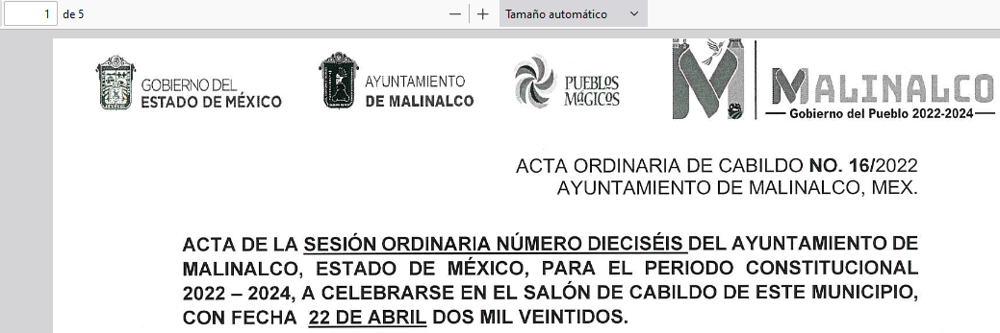 1 de 5 Tamaño automático
GOBIERNO DEL
ESTADO DE MÉXICO
AYUNTAMIENTO
DE MALINALCO
PUEBLOS
MÁGICOS
MALINALCO
Gobierno del Pueblo 2022-2024
ACTA ORDINARIA DE CABILDO NO. 16/2022
AYUNTAMIENTO DE MALINALCO, MEX.
ACTA DE LA SESIÓN ORDINARIA NÚMERO DIECISÉIS DEL AYUNTAMIENTO DE
MALINALCO, ESTADO DE MÉXICO, PARA EL PERIODO CONSTITUCIONAL
2022 – 2024, A CELEBRARSE EN EL SALÓN DE CABILDO DE ESTE MUNICIPIO,
CON FECHA 22 DE ABRIL DOS MIL VEINTIDOS.